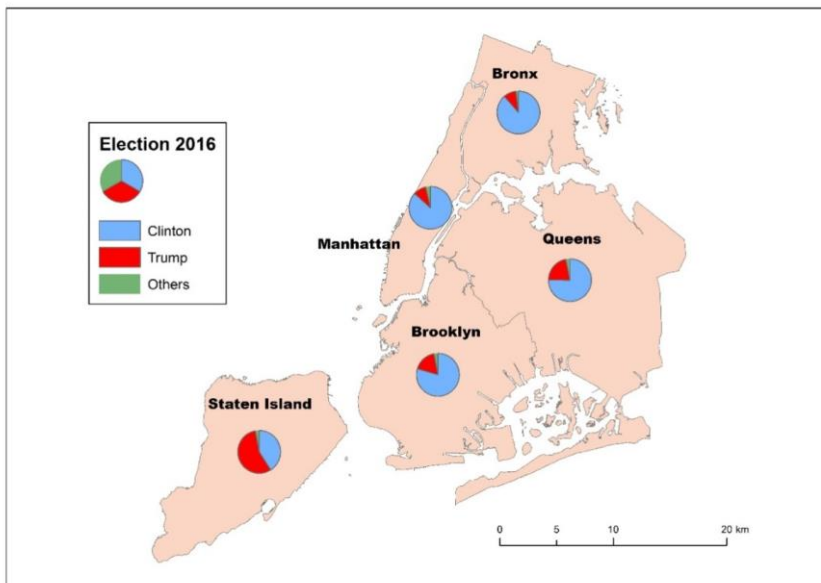 Bronx
Election 2016
Clinton
Trump
Others
Manhattan
Queens
Brooklyn
Staten Island
0 5 10 20 km